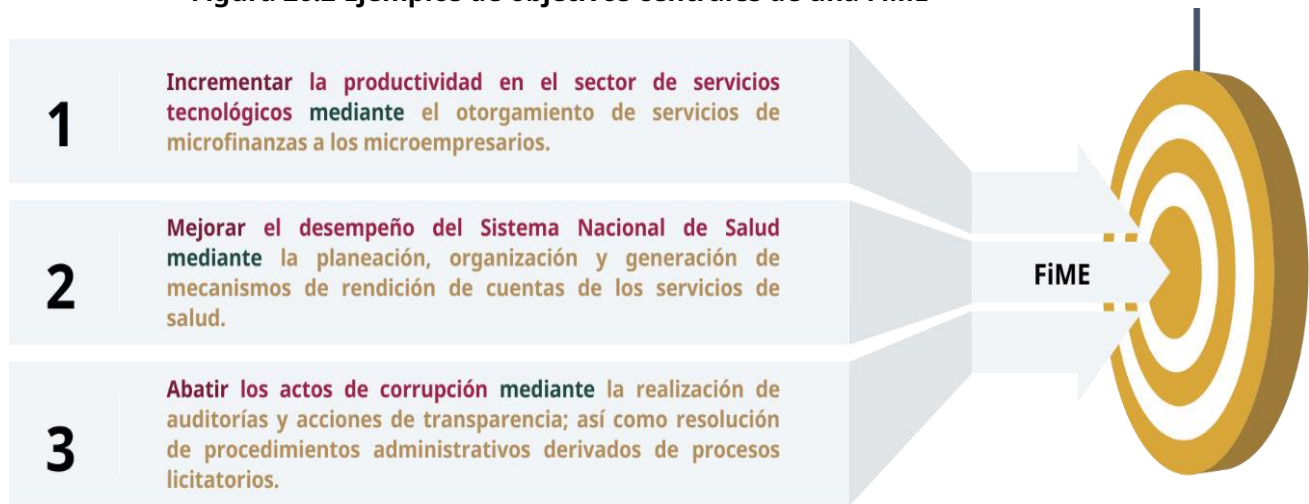 1
Incrementar la productividad en el sector de servicios
tecnológicos mediante el otorgamiento de servicios de
microfinanzas a los microempresarios.
2
Mejorar el desempeño del Sistema Nacional de Salud
mediante la planeación, organización y generación de
mecanismos de rendición de cuentas de los servicios de
salud.
3
Abatir los actos de corrupción mediante la realización de
auditorías y acciones de transparencia; así como resolución
de procedimientos administrativos derivados de procesos
licitatorios.
FiME